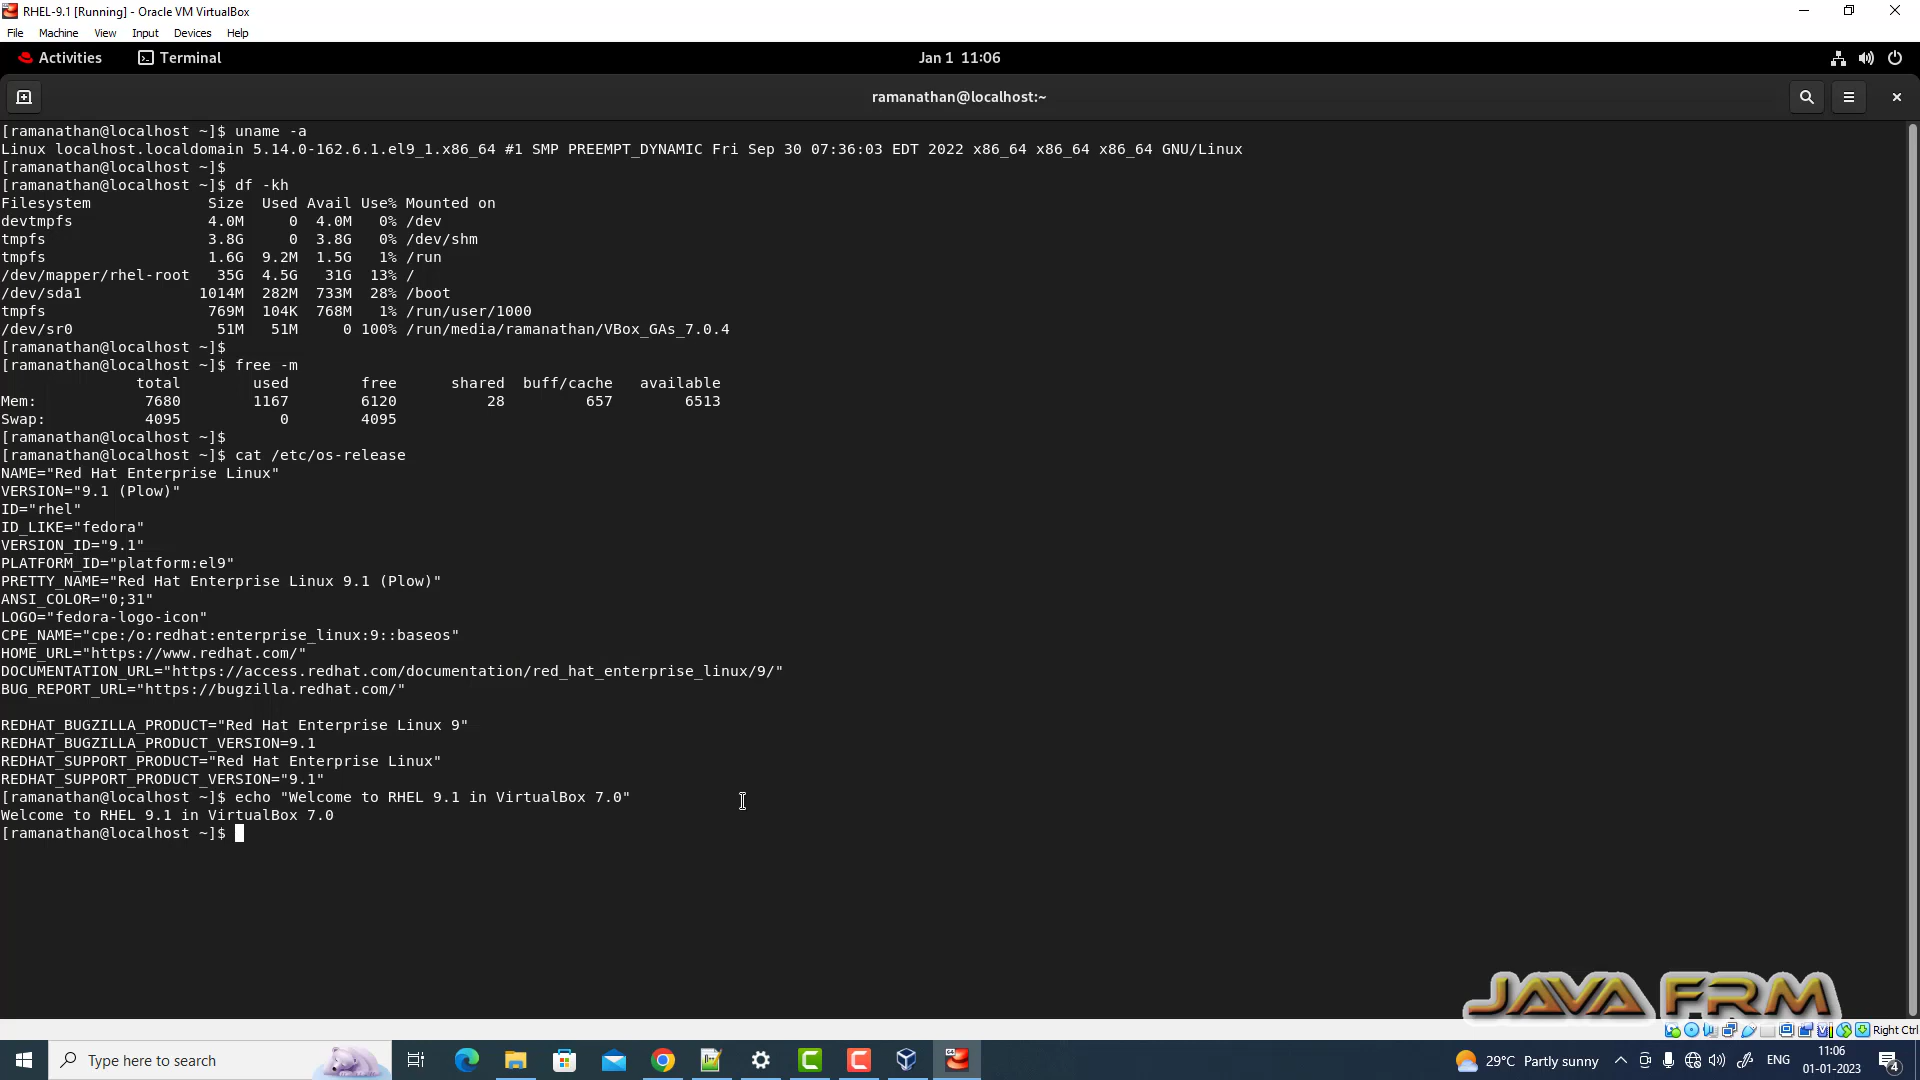 RHEL-9.1 [Running] - Oracle VM VirtualBox
File Machine View Input Devices Help
Activities Terminal Jan 1 11:06
ramanathan@localhost:~
[ramanathan@localhost ~]$ uname -a
Linux localhost.localdomain 5.14.0-162.6.1.el9_1.x86_64 #1 SMP PREEMPT_DYNAMIC Fri Sep 30 07:36:03 EDT 2022 x86_64 x86_64 x86_64 GNU/Linux
[ramanathan@localhost ~]$
[ramanathan@localhost ~]$ df -kh
Filesystem Size Used Avail Use% Mounted on
devtmpfs 4.0M 0 4.0M 0% /dev
tmpfs 3.8G 0 3.8G 0% /dev/shm
tmpfs 1.6G 9.2M 1.5G 1% /run
/dev/mapper/rhel-root 35G 4.5G 31G 13% /
/dev/sda1 1014M 282M 733M 28% /boot
tmpfs 769M 104K 768M 1% /run/user/1000
/dev/sr0 51M 51M 0 100% /run/media/ramanathan/VBox_GAs_7.0.4
[ramanathan@localhost ~]$
[ramanathan@localhost ~]$ free -m
total used free shared buff/cache available
Mem: 7680 1167 6120 28 657 6513
Swap: 4095 0 4095
[ramanathan@localhost ~]$
[ramanathan@localhost ~]$ cat /etc/os-release
NAME="Red Hat Enterprise Linux"
VERSION="9.1 (Plow)"
ID="rhel"
ID_LIKE="fedora"
VERSION_ID="9.1"
PLATFORM_ID="platform:el9"
PRETTY_NAME="Red Hat Enterprise Linux 9.1 (Plow)"
ANSI_COLOR="0;31"
LOGO="fedora-logo-icon"
CPE_NAME="cpe:/o:redhat:enterprise_linux:9::baseos"
HOME_URL="https://www.redhat.com/"
DOCUMENTATION_URL="https://access.redhat.com/documentation/red_hat_enterprise_linux/9/"
BUG_REPORT_URL="https://bugzilla.redhat.com/"
REDHAT_BUGZILLA_PRODUCT="Red Hat Enterprise Linux 9"
REDHAT_BUGZILLA_PRODUCT_VERSION=9.1
REDHAT_SUPPORT_PRODUCT="Red Hat Enterprise Linux"
REDHAT_SUPPORT_PRODUCT_VERSION="9.1"
[ramanathan@localhost ~]$ echo "Welcome to RHEL 9.1 in VirtualBox 7.0"
Welcome to RHEL 9.1 in VirtualBox 7.0
[ramanathan@localhost ~]$
JAVA FRM
Right Ctrl
Type here to search
29°C Partly sunny
ENG
11:06
01-01-2023
4